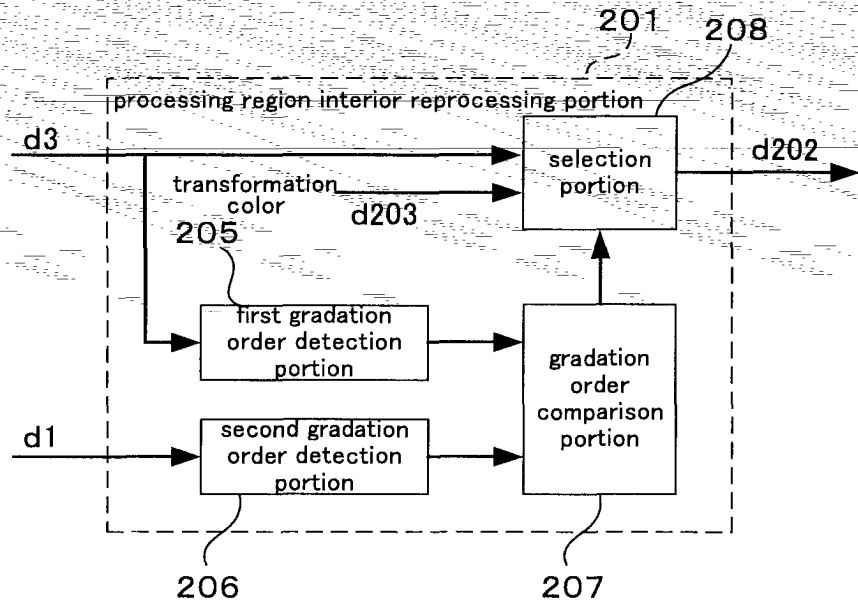 201
208
processing region interior reprocessing portion
d3
selection
portion
d202
transformation
color
d203
205
first gradation
order detection
portion
gradation
order
comparison
portion
d1
second gradation
order detection
portion
206
207